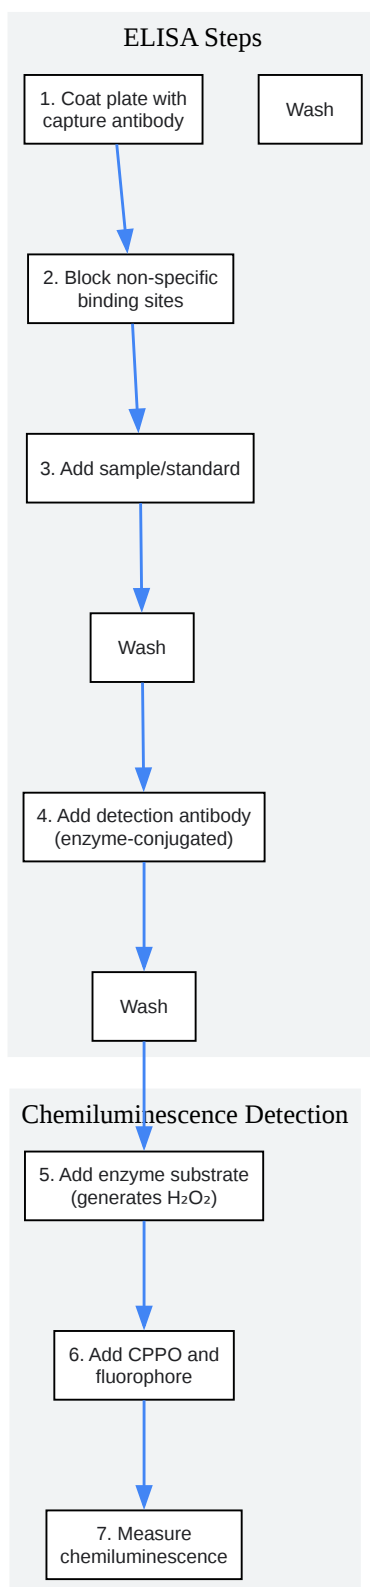 ELISA Steps
1. Coat plate with
capture antibody
Wash
2. Block non-specific
binding sites
3. Add sample/standard
Wash
4. Add detection antibody
(enzyme-conjugated)
Wash
Chemiluminescence Detection
5. Add enzyme substrate
(generates H₂O₂)
6. Add CPPO and
fluorophore
7. Measure
chemiluminescence